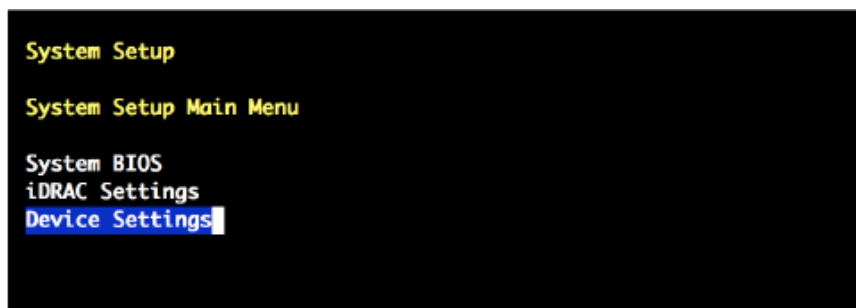 System Setup
System Setup Main Menu
System BIOS
iDRAC Settings
Device Settings